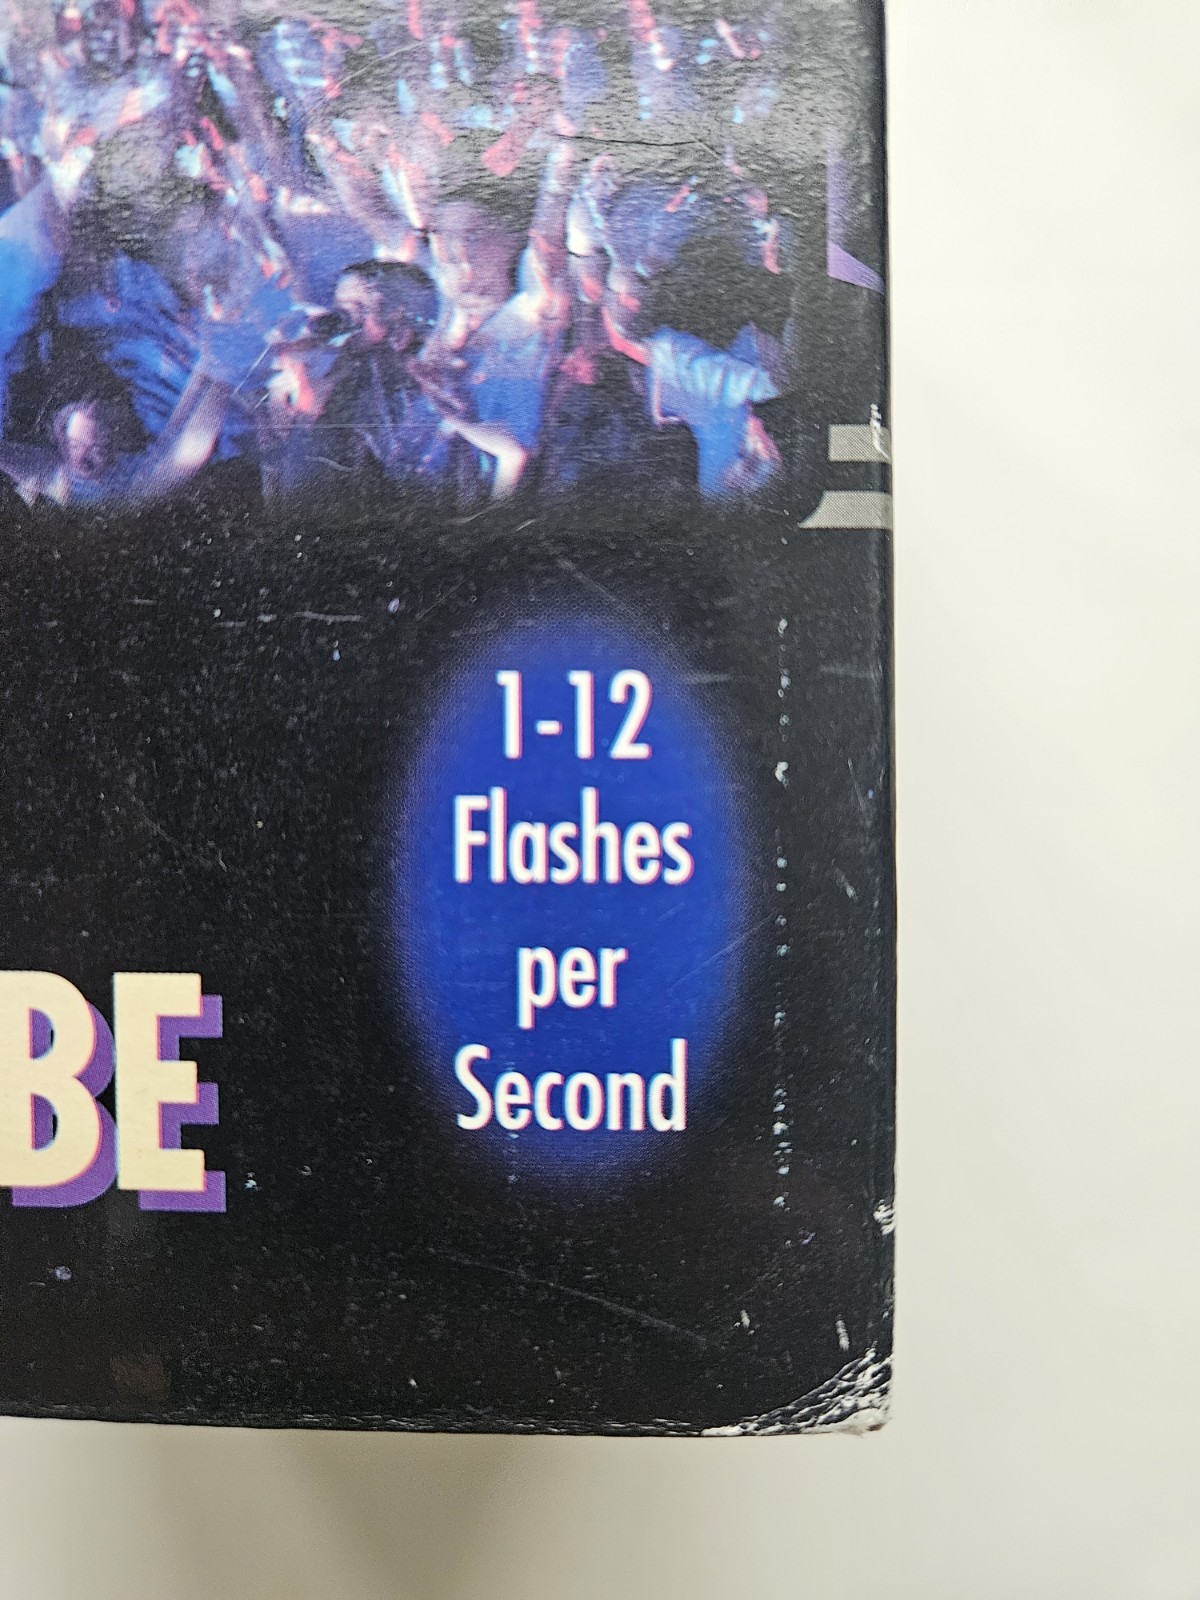 1-12
Flashes
per
Second
BE